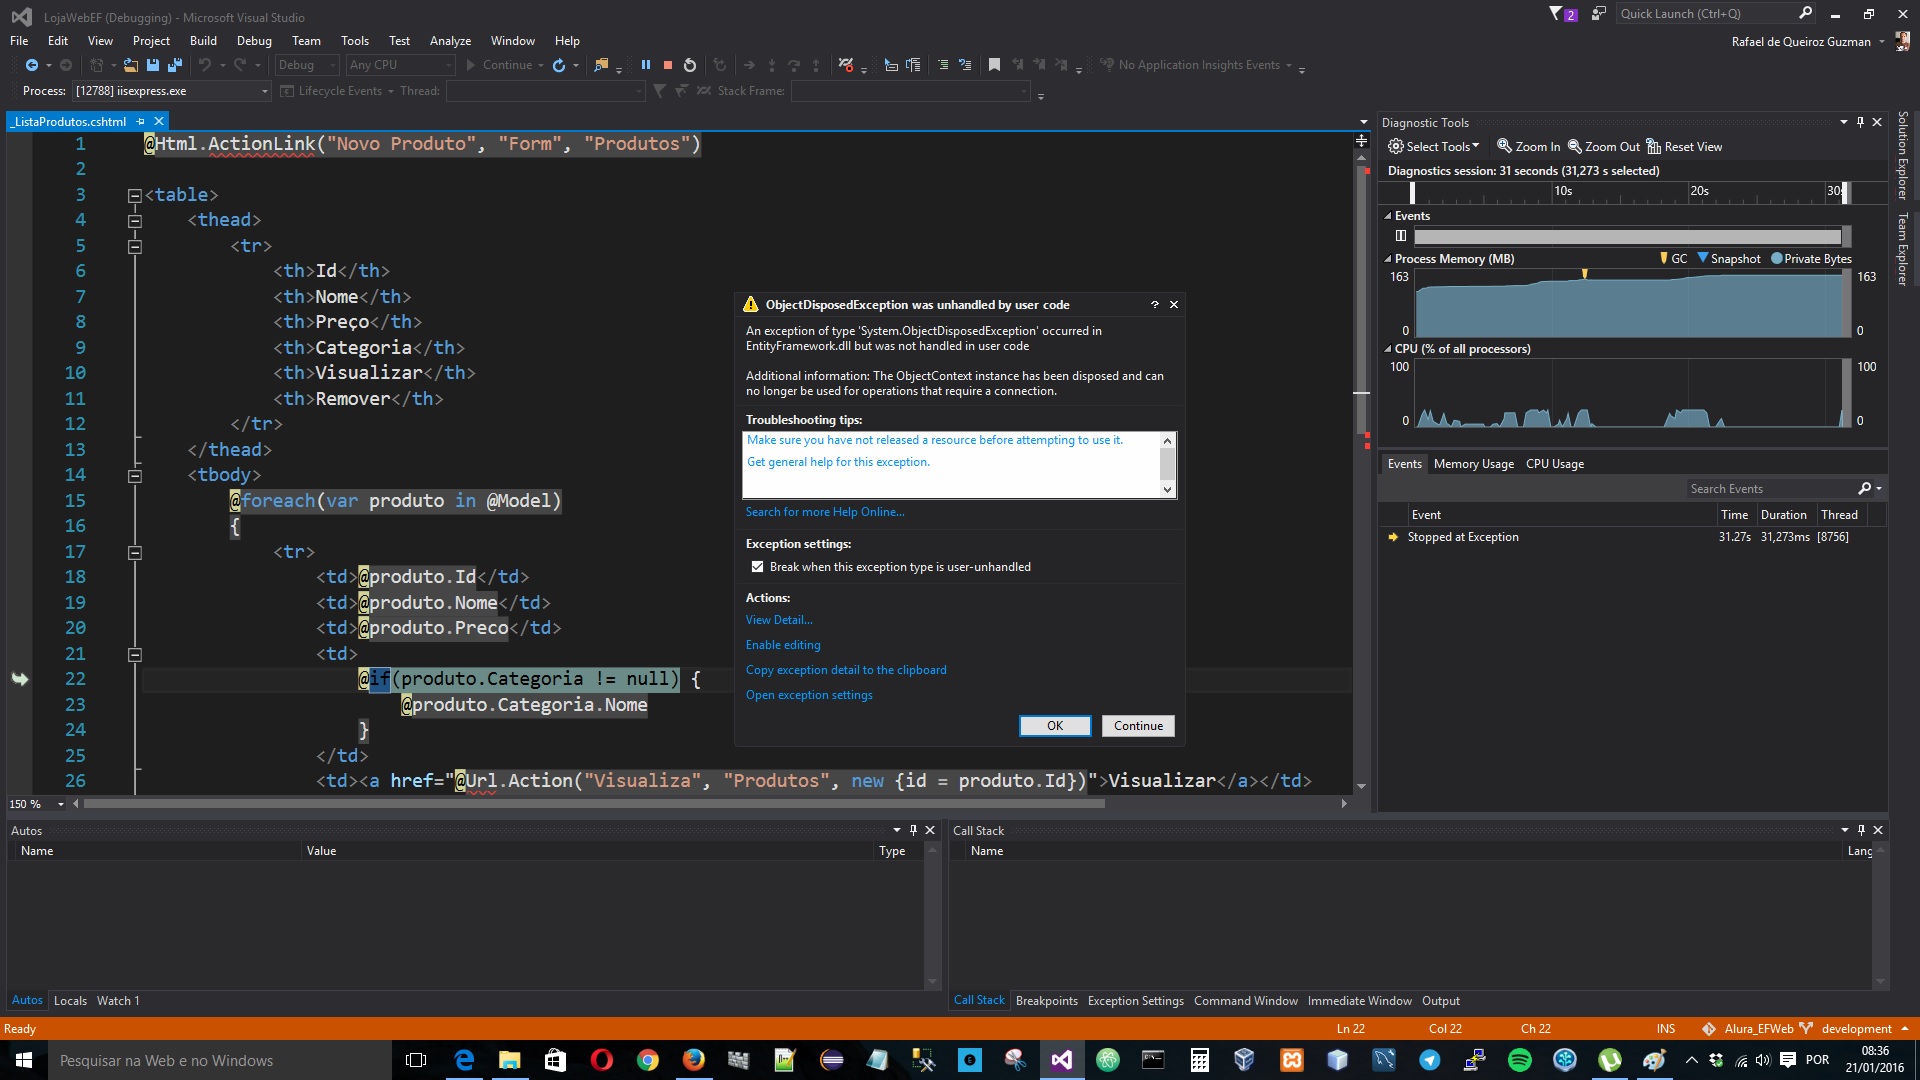 LojaWebEF (Debugging) - Microsoft Visual Studio
2
Quick Launch (Ctrl+Q)
File Edit View Project Build Debug Team Tools Test Analyze Window Help
Rafael de Queiroz Guzman
Debug Any CPU Continue No Application Insights Events
Process: [12788] iisexpress.exe Lifecycle Events Thread: Stack Frame:
_ListaProdutos.cshtml
1 @Html.ActionLink("Novo Produto", "Form", "Produtos")
2
3 <table>
4 <thead>
5 <tr>
6 <th>Id</th>
7 <th>Nome</th>
8 <th>Preço</th>
9 <th>Categoria</th>
10 <th>Visualizar</th>
11 <th>Remover</th>
12 </tr>
13 </thead>
14 <tbody>
15 @foreach(var produto in @Model)
16 {
17 <tr>
18 <td>@produto.Id</td>
19 <td>@produto.Nome</td>
20 <td>@produto.Preco</td>
21 <td>
22 @if(produto.Categoria != null) {
23 @produto.Categoria.Nome
24 }
25 </td>
26 <td><a href="@Url.Action("Visualiza", "Produtos", new {id = produto.Id})">Visualizar</a></td>
150 %
ObjectDisposedException was unhandled by user code
An exception of type 'System.ObjectDisposedException' occurred in
EntityFramework.dll but was not handled in user code
Additional information: The ObjectContext instance has been disposed and can
no longer be used for operations that require a connection.
Troubleshooting tips:
Make sure you have not released a resource before attempting to use it.
Get general help for this exception.
Search for more Help Online...
Exception settings:
Break when this exception type is user-unhandled
Actions:
View Detail...
Enable editing
Copy exception detail to the clipboard
Open exception settings
OK Continue
Diagnostic Tools
Select Tools Zoom In Zoom Out Reset View
Diagnostics session: 31 seconds (31,273 s selected)
10s 20s 30s
Events
Process Memory (MB) GC Snapshot Private Bytes
163 163
0 0
CPU (% of all processors)
100 100
0 0
Events Memory Usage CPU Usage
Search Events
Event Time Duration Thread
Stopped at Exception 31.27s 31,273ms [8756]
Solution Explorer
Team Explorer
Autos
Name Value Type
Autos Locals Watch 1
Call Stack
Name Lang
Call Stack Breakpoints Exception Settings Command Window Immediate Window Output
Ready Ln 22 Col 22 Ch 22 INS Alura_EFWeb development
Pesquisar na Web e no Windows
POR
08:36
21/01/2016